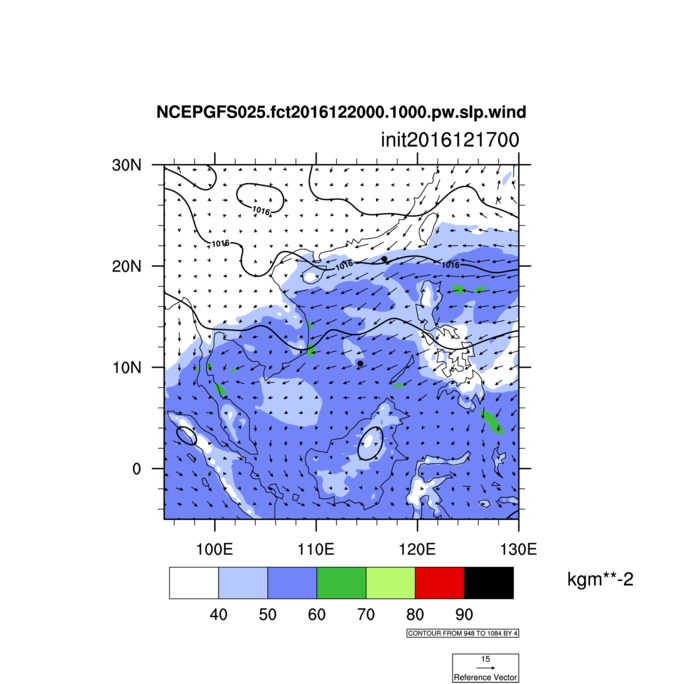 NCEPGFS025.fct2016122000.1000.pw.slp.wind
init2016121700
30N
1016
1016
20N
1016
1016
10N
0
100E 110E 120E 130E
kgm**-2
40 50 60 70 80 90
CONTOUR FROM 948 TO 1084 BY 4
15
Reference Vector